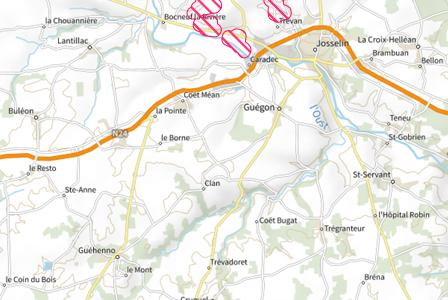 la Chouannière
Bocneuf-la-Rivière
Trévan
Lantillac
Josselin
La Croix-Helléan
Brambuan
Caradec
Bellon
Coët Méan
Guégon
la Pointe
l'Oust
Buléon
Teneu
N24
le Borne
St-Gobrien
le Resto
St-Servant
Ste-Anne
Clan
l'Hôpital Robin
Coët Bugat
Trégranteur
Guéhenno
Trévadoret
le Mont
le Coin du Bois
Bréna